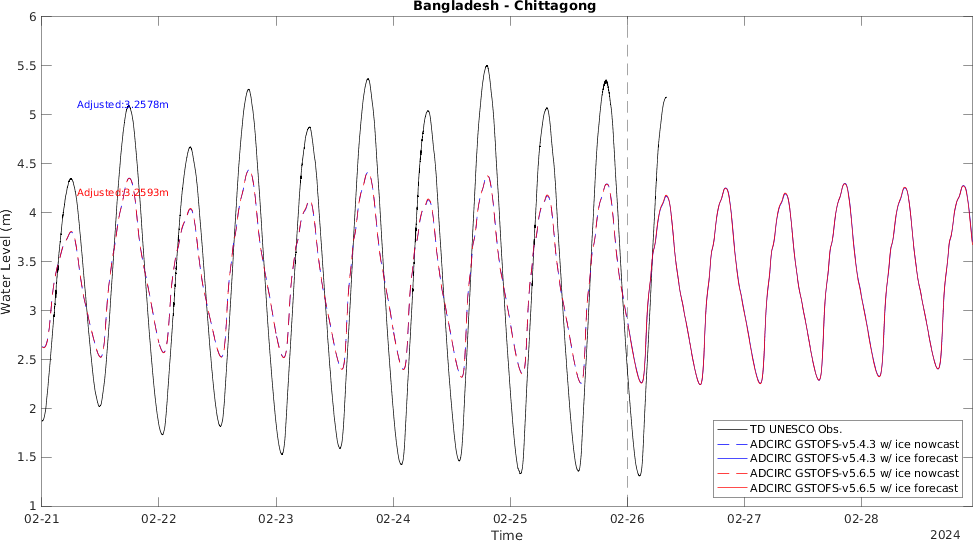 Bangladesh - Chittagong
Water Level (m)
6
5.5
5
4.5
4
3.5
3
2.5
2
1.5
1
Adjusted:3.2578m
Adjusted:3.2593m
TD UNESCO Obs.
ADCIRC GSTOFS-v5.4.3 w/ ice nowcast
ADCIRC GSTOFS-v5.4.3 w/ ice forecast
ADCIRC GSTOFS-v5.6.5 w/ ice nowcast
ADCIRC GSTOFS-v5.6.5 w/ ice forecast
02-21 02-22 02-23 02-24 02-25 02-26 02-27 02-28
Time
2024